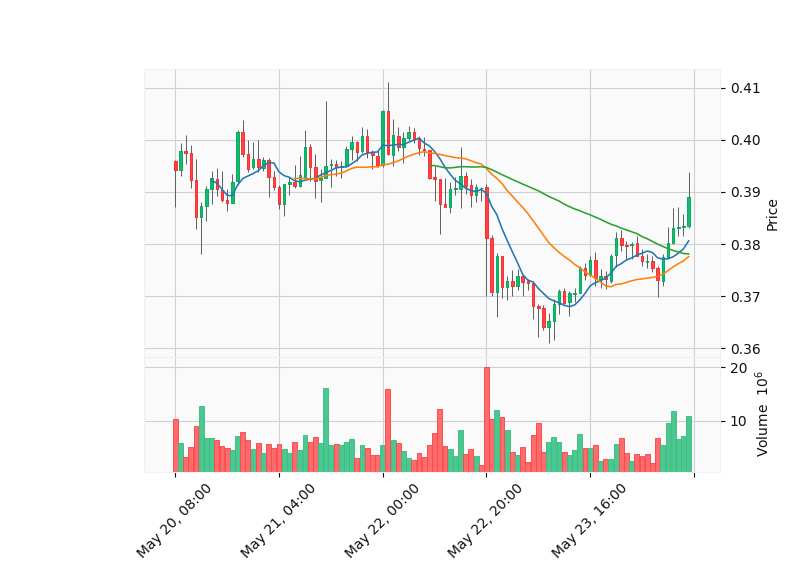 0.41
0.40
0.39
0.38
0.37
0.36
Price
20
10
Volume 10^6
May 20, 08:00
May 21, 04:00
May 22, 00:00
May 22, 20:00
May 23, 16:00